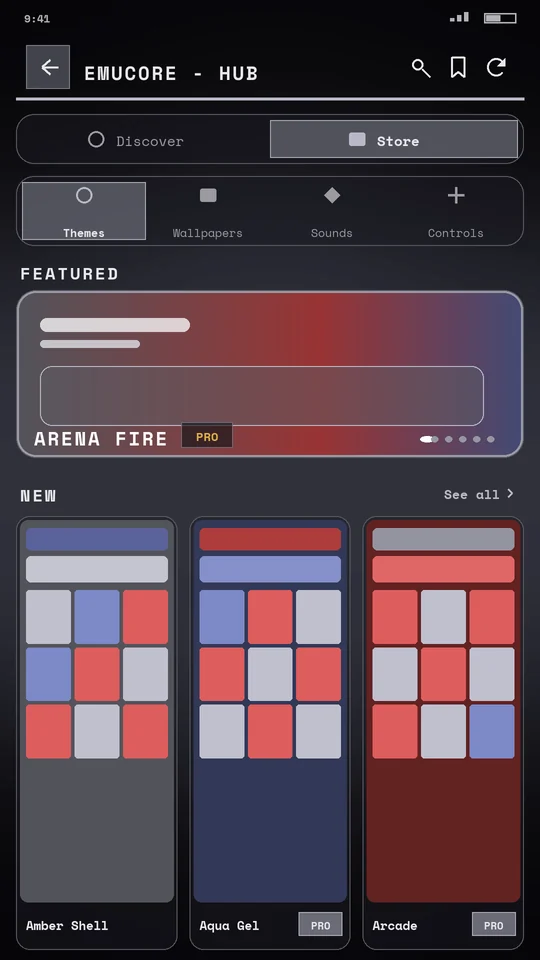 9:41
EMUCORE - HUB
Discover
Store
Themes
Wallpapers
Sounds
Controls
FEATURED
ARENA FIRE
PRO
NEW
See all
Amber Shell
Aqua Gel
PRO
Arcade
PRO